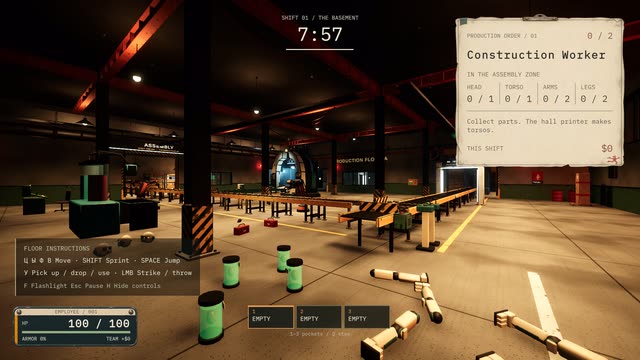 SHIFT 01 / THE BASEMENT
7:57
PRODUCTION ORDER / 01
0 / 2
Construction Worker
IN THE ASSEMBLY ZONE
HEAD TORSO ARMS LEGS
0 / 1 0 / 1 0 / 2 0 / 2
Collect parts. The hall printer makes
torsos.
THIS SHIFT $0
ASSEMBLY
PRODUCTION FLOOR
FLOOR INSTRUCTIONS
Ц Ы Ф В Move · SHIFT Sprint · SPACE Jump
У Pick up / drop / use · LMB Strike / throw
F Flashlight Esc Pause H Hide controls
EMPLOYEE / 001
HP 100 / 100
ARMOR 0% TEAM +$0
1 2 3
EMPTY EMPTY EMPTY